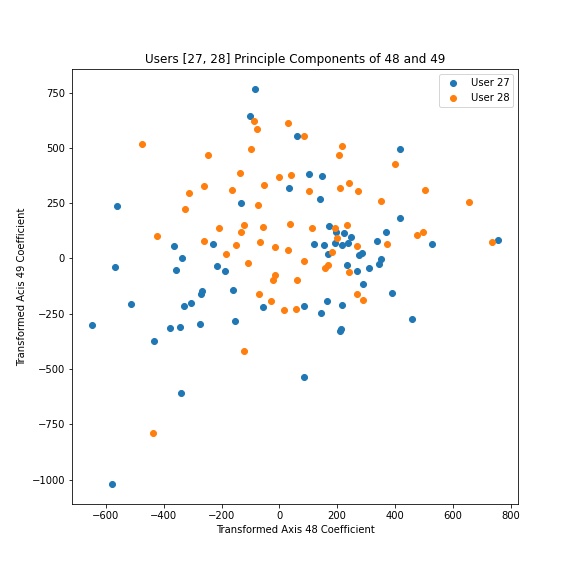 Users [27, 28] Principle Components of 48 and 49
User 27
User 28
Transformed Acis 49 Coefficient
750
500
250
0
−250
−500
−750
−1000
−600 −400 −200 0 200 400 600 800
Transformed Axis 48 Coefficient